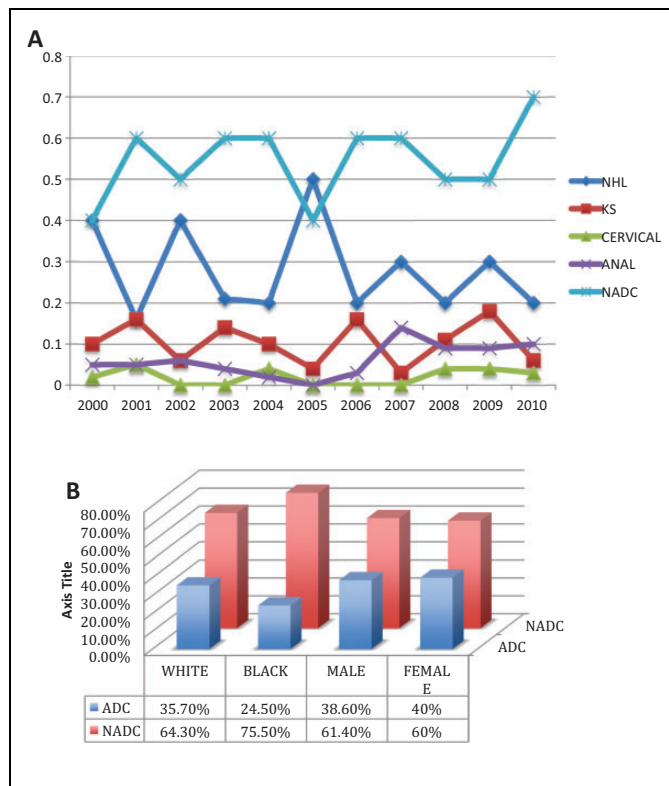 A
0.8
0.7
0.6
0.5
0.4
0.3
0.2
0.1
0
2000 2001 2002 2003 2004 2005 2006 2007 2008 2009 2010
NHL
KS
CERVICAL
ANAL
NADC
B
80.00%
70.00%
60.00%
50.00%
40.00%
30.00%
20.00%
10.00%
0.00%
Axis Title
NADC
ADC
WHITE BLACK MALE FEMAL
E
ADC 35.70% 24.50% 38.60% 40%
NADC 64.30% 75.50% 61.40% 60%